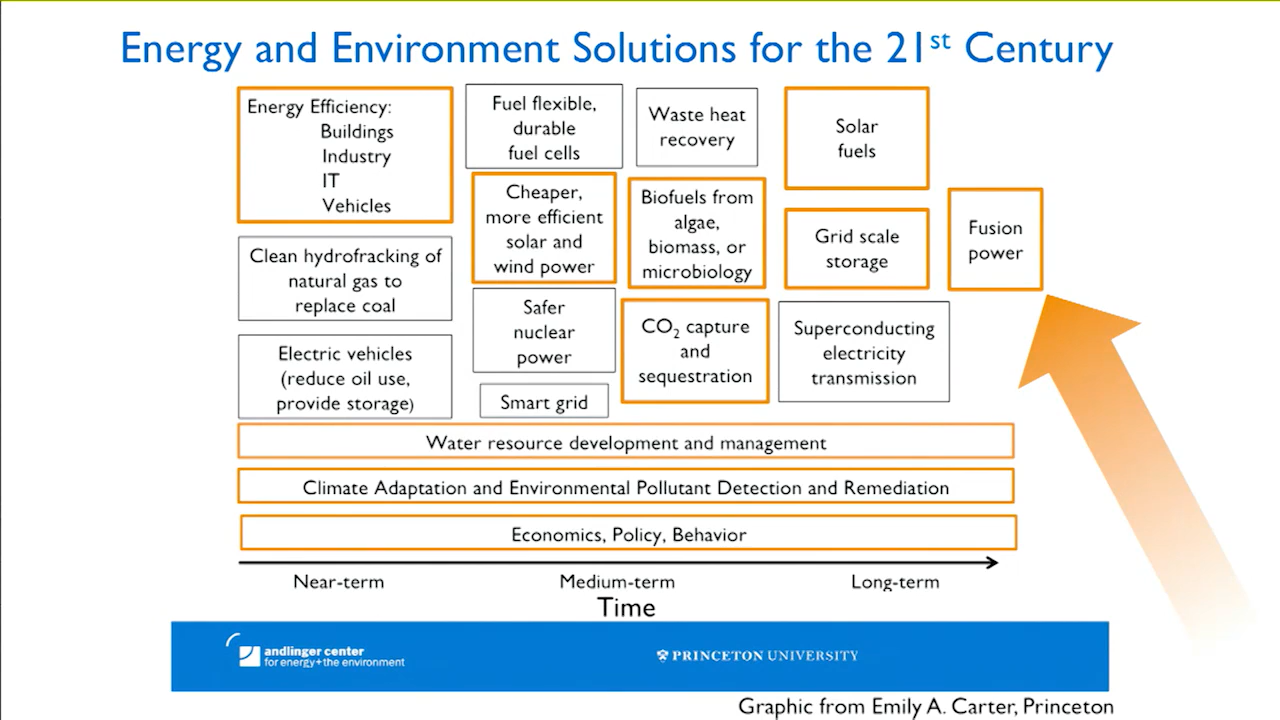 Energy and Environment Solutions for the 21st Century
Energy Efficiency:
Buildings
Industry
IT
Vehicles
Clean hydrofracking of
natural gas to
replace coal
Electric vehicles
(reduce oil use,
provide storage)
Fuel flexible,
durable
fuel cells
Cheaper,
more efficient
solar and
wind power
Safer
nuclear
power
Smart grid
Waste heat
recovery
Biofuels from
algae,
biomass, or
microbiology
CO₂ capture
and
sequestration
Solar
fuels
Grid scale
storage
Superconducting
electricity
transmission
Fusion
power
Water resource development and management
Climate Adaptation and Environmental Pollutant Detection and Remediation
Economics, Policy, Behavior
Near-term Medium-term Long-term
Time
andlinger center
for energy+the environment
PRINCETON UNIVERSITY
Graphic from Emily A. Carter, Princeton